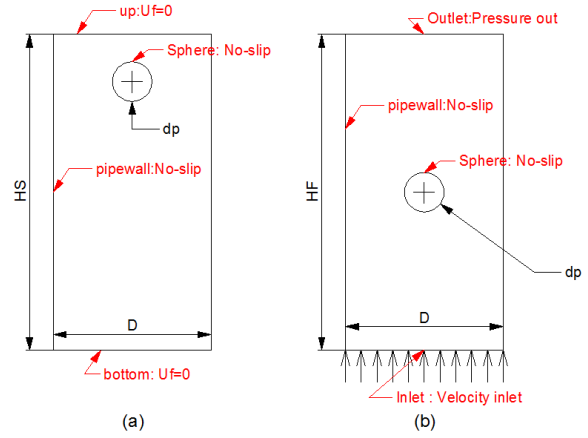 up:Uf=0
Sphere: No-slip
dp
pipewall:No-slip
HS
D
bottom: Uf=0
(a)
Outlet:Pressure out
pipewall:No-slip
Sphere: No-slip
HF
dp
D
Inlet : Velocity inlet
(b)